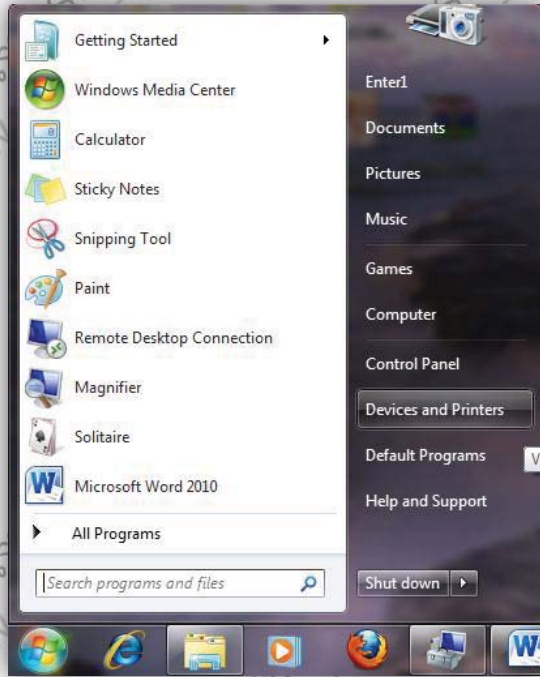 Getting Started
Windows Media Center
Calculator
Sticky Notes
Snipping Tool
Paint
Remote Desktop Connection
Magnifier
Solitaire
Microsoft Word 2010
All Programs
Search programs and files
Enter1
Documents
Pictures
Music
Games
Computer
Control Panel
Devices and Printers
Default Programs
Help and Support
Shut down